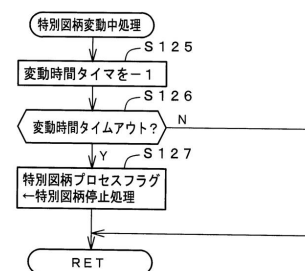 特別図柄変動中処理
S125
変動時間タイマを−1
S126
変動時間タイムアウト?
N
Y
S127
特別図柄プロセスフラグ
←特別図柄停止処理
RET